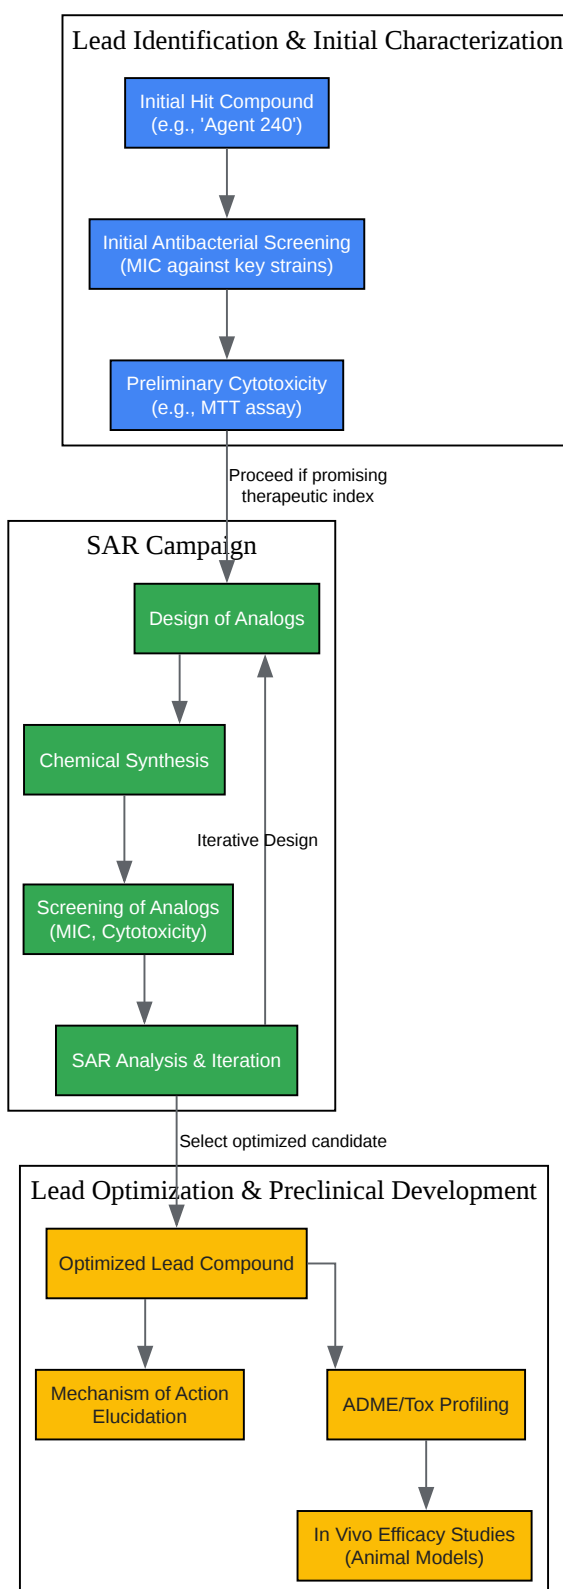 Lead Identification & Initial Characterization
Initial Hit Compound
(e.g., 'Agent 240')
Initial Antibacterial Screening
(MIC against key strains)
Preliminary Cytotoxicity
(e.g., MTT assay)
Proceed if promising
therapeutic index
SAR Campaign
Design of Analogs
Chemical Synthesis
Iterative Design
Screening of Analogs
(MIC, Cytotoxicity)
SAR Analysis & Iteration
Select optimized candidate
Lead Optimization & Preclinical Development
Optimized Lead Compound
Mechanism of Action
Elucidation
ADME/Tox Profiling
In Vivo Efficacy Studies
(Animal Models)